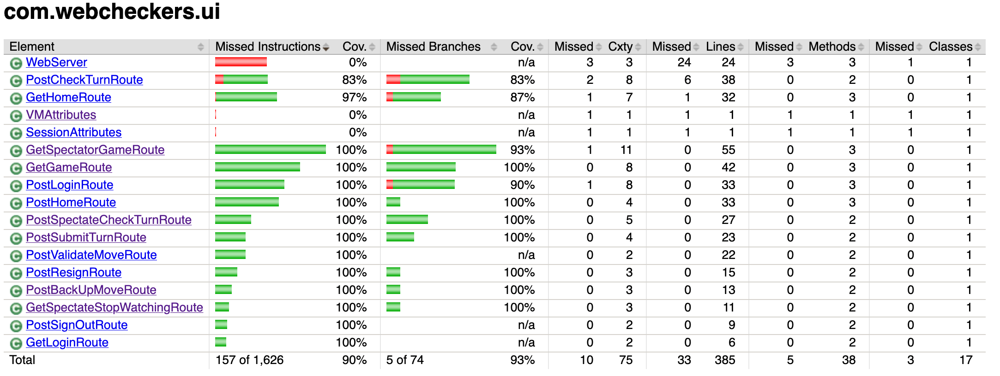 com.webcheckers.ui
Element Missed Instructions Cov. Missed Branches Cov. Missed Cxty Missed Lines Missed Methods Missed Classes
C WebServer 0% n/a 3 3 24 24 3 3 1 1
C PostCheckTurnRoute 83% 83% 2 8 6 38 0 2 0 1
C GetHomeRoute 97% 87% 1 7 1 32 0 3 0 1
C VMAttributes 0% n/a 1 1 1 1 1 1 1 1
C SessionAttributes 0% n/a 1 1 1 1 1 1 1 1
C GetSpectatorGameRoute 100% 93% 1 11 0 55 0 3 0 1
C GetGameRoute 100% 100% 0 8 0 42 0 3 0 1
C PostLoginRoute 100% 90% 1 8 0 33 0 3 0 1
C PostHomeRoute 100% 100% 0 4 0 33 0 3 0 1
C PostSpectateCheckTurnRoute 100% 100% 0 5 0 27 0 2 0 1
C PostSubmitTurnRoute 100% 100% 0 4 0 23 0 2 0 1
C PostValidateMoveRoute 100% n/a 0 2 0 22 0 2 0 1
C PostResignRoute 100% 100% 0 3 0 15 0 2 0 1
C PostBackUpMoveRoute 100% 100% 0 3 0 13 0 2 0 1
C GetSpectateStopWatchingRoute 100% 100% 0 3 0 11 0 2 0 1
C PostSignOutRoute 100% n/a 0 2 0 9 0 2 0 1
C GetLoginRoute 100% n/a 0 2 0 6 0 2 0 1
Total 157 of 1,626 90% 5 of 74 93% 10 75 33 385 5 38 3 17